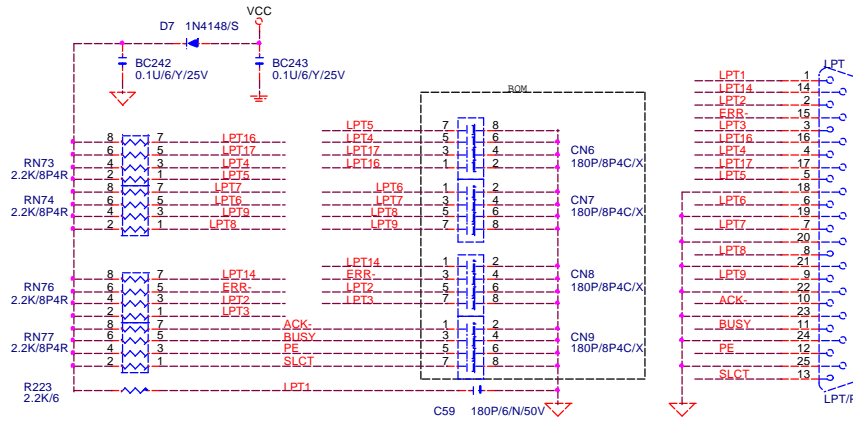 VCC
D7 1N4148/S
BC242
0.1U/6/Y/25V
BC243
0.1U/6/Y/25V
BOM
RN73
2.2K/8P4R
8 7 LPT16
6 5 LPT17
4 3 LPT4
2 1 LPT5
RN74
2.2K/8P4R
8 7 LPT7
6 5 LPT6
4 3 LPT9
2 1 LPT8
RN76
2.2K/8P4R
8 7 LPT14
6 5 ERR-
4 3 LPT2
2 1 LPT3
RN77
2.2K/8P4R
8 7 ACK-
6 5 BUSY
4 3 PE
2 1 SLCT
R223
2.2K/6
LPT1
LPT5 7 8
LPT4 5 6
LPT17 3 4
LPT16 1 2
CN6
180P/8P4C/X
LPT6 1 2
LPT7 3 4
LPT8 5 6
LPT9 7 8
CN7
180P/8P4C/X
LPT14 1 2
ERR- 3 4
LPT2 5 6
LPT3 7 8
CN8
180P/8P4C/X
1 2
3 4
5 6
7 8
CN9
180P/8P4C/X
C59 180P/6/N/50V
LPT
LPT1 1
LPT14 14
LPT2 2
ERR- 15
LPT3 3
LPT16 16
LPT4 4
LPT17 17
LPT5 5
18
LPT6 6
19
LPT7 7
20
LPT8 8
21
LPT9 9
22
ACK- 10
23
BUSY 11
24
PE 12
25
SLCT 13